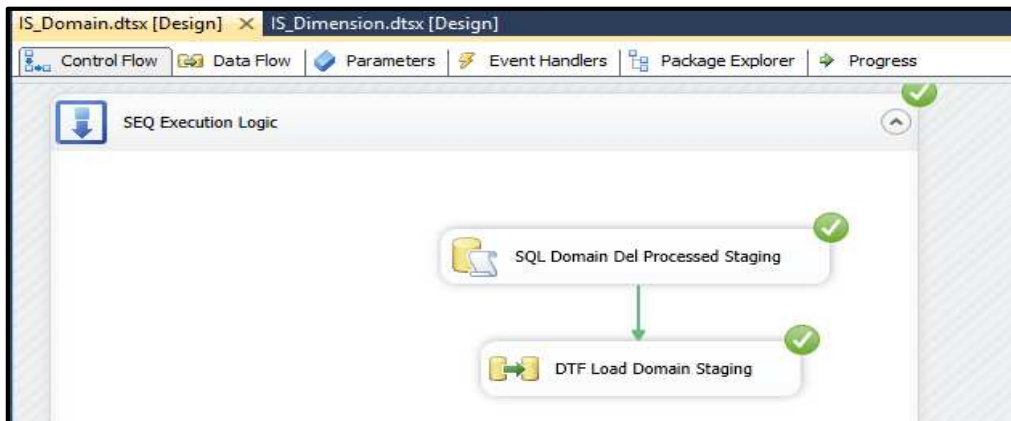 IS_Domain.dtsx [Design] IS_Dimension.dtsx [Design]
Control Flow Data Flow Parameters Event Handlers Package Explorer Progress
SEQ Execution Logic
SQL Domain Del Processed Staging
DTF Load Domain Staging